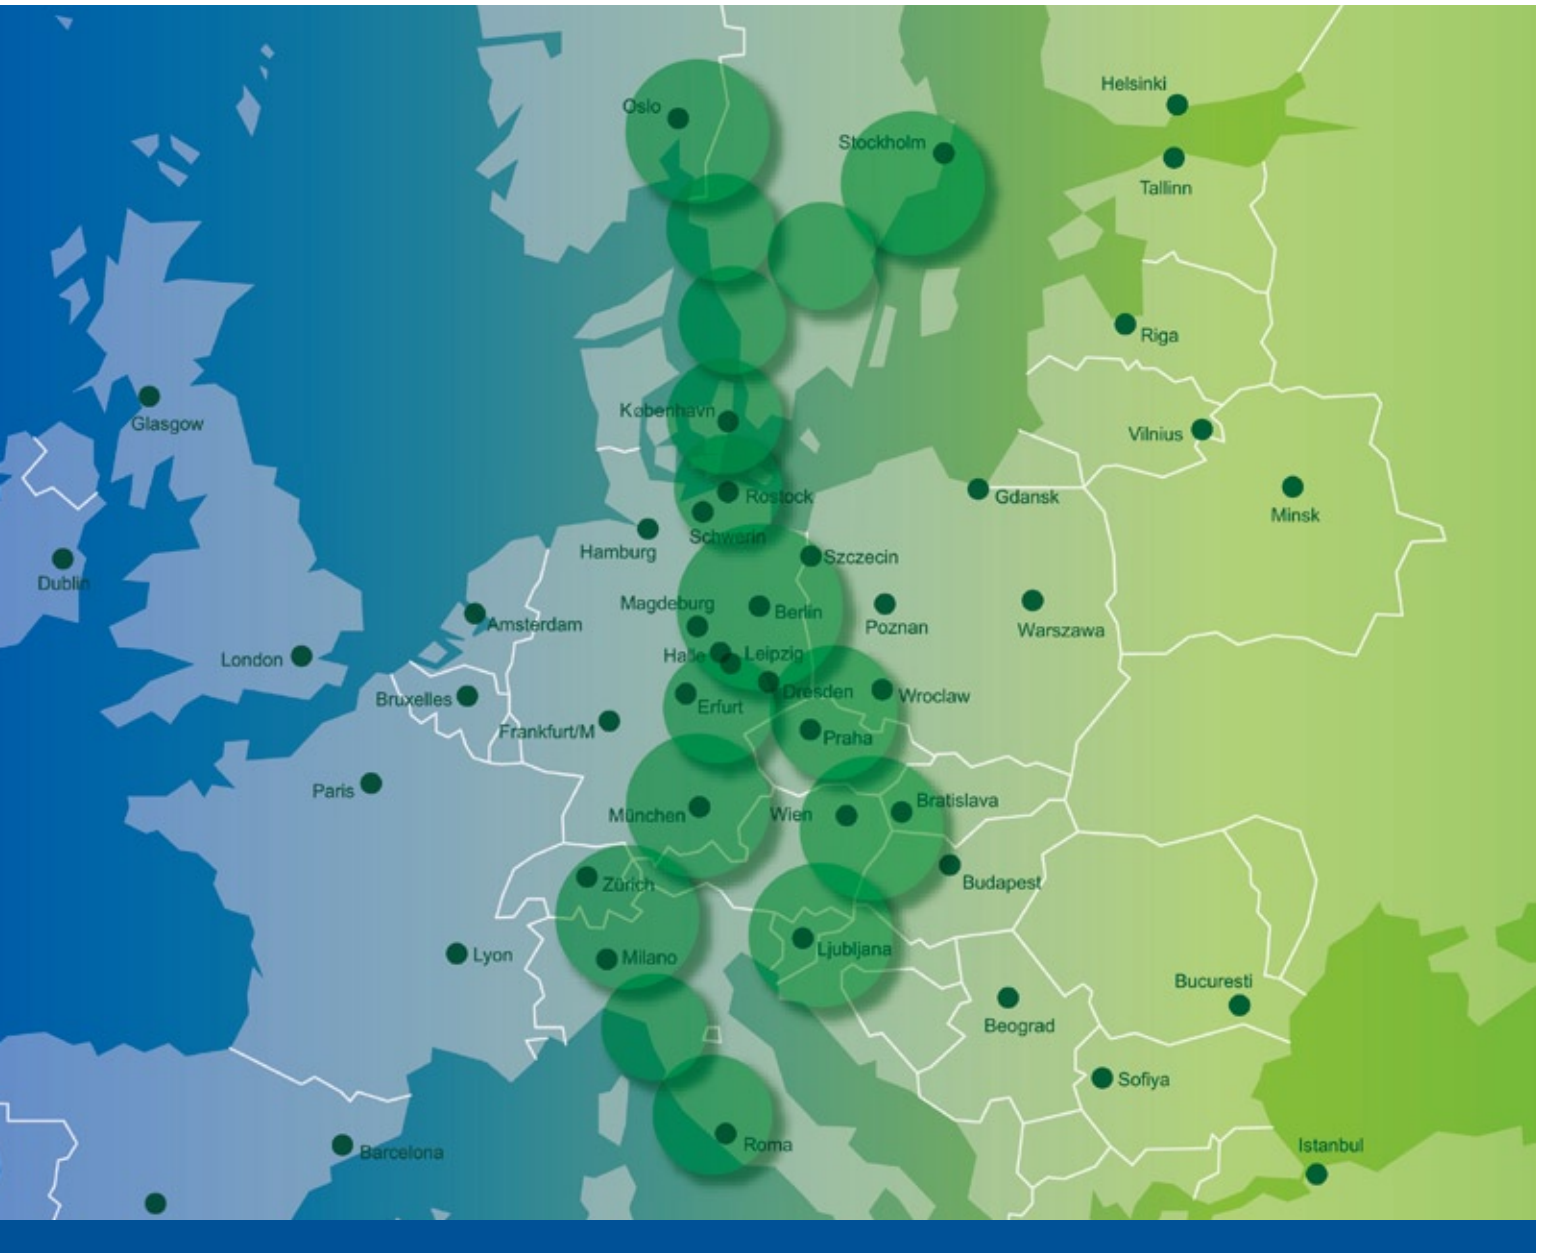 Helsinki
Oslo
Stockholm
Tallinn
Riga
København
Glasgow
Vilnius
Rostock
Gdansk
Minsk
Schwerin
Hamburg
Szczecin
Dublin
Magdeburg
Berlin
Amsterdam
Poznan
Warszawa
London
Halle
Leipzig
Bruxelles
Dresden
Wroclaw
Erfurt
Frankfurt/M
Praha
Paris
Bratislava
München
Wien
Zürich
Budapest
Lyon
Milano
Ljubljana
Bucuresti
Beograd
Sofiya
Roma
Istanbul
Barcelona